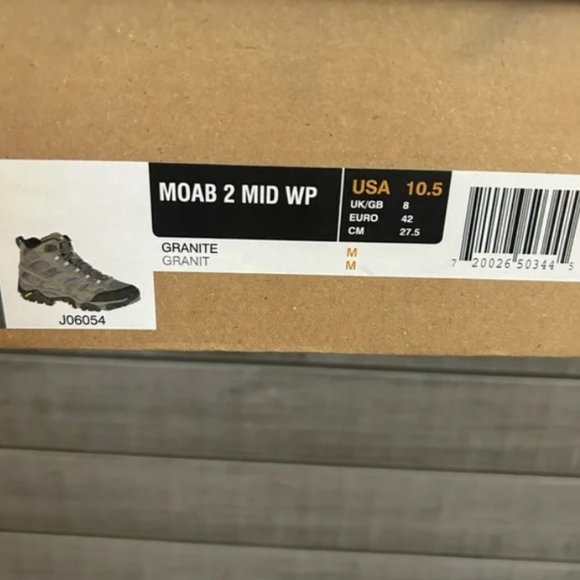 MOAB 2 MID WP
USA 10.5
UK/GB 8
EURO 42
CM 27.5
GRANITE
GRANIT
M
M
J06054
7 20026 50344 5